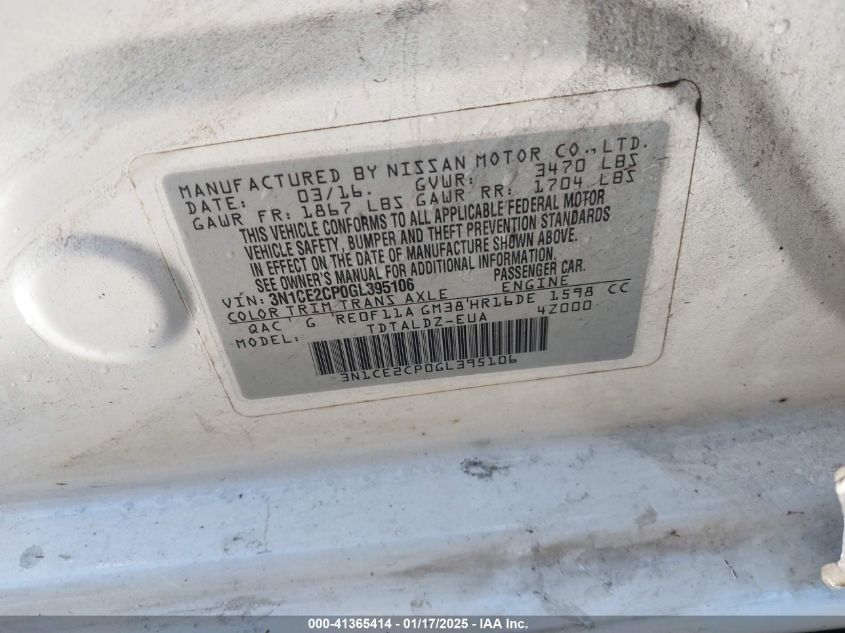 MANUFACTURED BY NISSAN MOTOR CO., LTD.
DATE: 03/16. GVWR: 3470 LBS
GAWR FR: 1867 LBS GAWR RR: 1704 LBS
THIS VEHICLE CONFORMS TO ALL APPLICABLE FEDERAL MOTOR
VEHICLE SAFETY, BUMPER AND THEFT PREVENTION STANDARDS
IN EFFECT ON THE DATE OF MANUFACTURE SHOWN ABOVE.
SEE OWNER'S MANUAL FOR ADDITIONAL INFORMATION.
VIN: 3N1CE2CP0GL395106 PASSENGER CAR.
COLOR TRIM TRANS AXLE ENGINE
QAC' G RE0F11A GM38'HR16DE 1598 CC
MODEL: TDTALDZ-EUA 42000
3N1CE2CP0GL395106
000-41365414 - 01/17/2025 - IAA Inc.